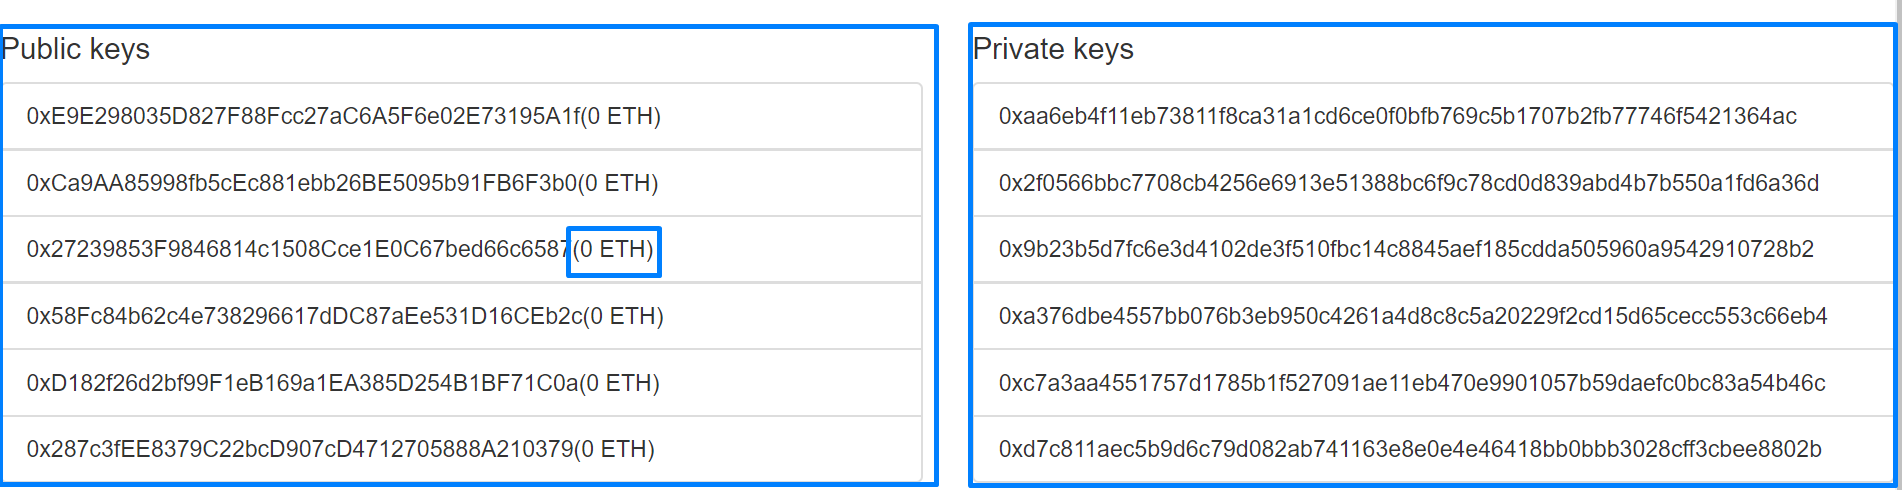 Public keys
0xE9E298035D827F88Fcc27aC6A5F6e02E73195A1f(0 ETH)
0xCa9AA85998fb5cEc881ebb26BE5095b91FB6F3b0(0 ETH)
0x27239853F9846814c1508Cce1E0C67bed66c6587(0 ETH)
0x58Fc84b62c4e738296617dDC87aEe531D16CEb2c(0 ETH)
0xD182f26d2bf99F1eB169a1EA385D254B1BF71C0a(0 ETH)
0x287c3fEE8379C22bcD907cD4712705888A210379(0 ETH)
Private keys
0xaa6eb4f11eb73811f8ca31a1cd6ce0f0bfb769c5b1707b2fb77746f5421364ac
0x2f0566bbc7708cb4256e6913e51388bc6f9c78cd0d839abd4b7b550a1fd6a36d
0x9b23b5d7fc6e3d4102de3f510fbc14c8845aef185cdda505960a9542910728b2
0xa376dbe4557bb076b3eb950c4261a4d8c8c5a20229f2cd15d65cecc553c66eb4
0xc7a3aa4551757d1785b1f527091ae11eb470e9901057b59daefc0bc83a54b46c
0xd7c811aec5b9d6c79d082ab741163e8e0e4e46418bb0bbb3028cff3cbee8802b